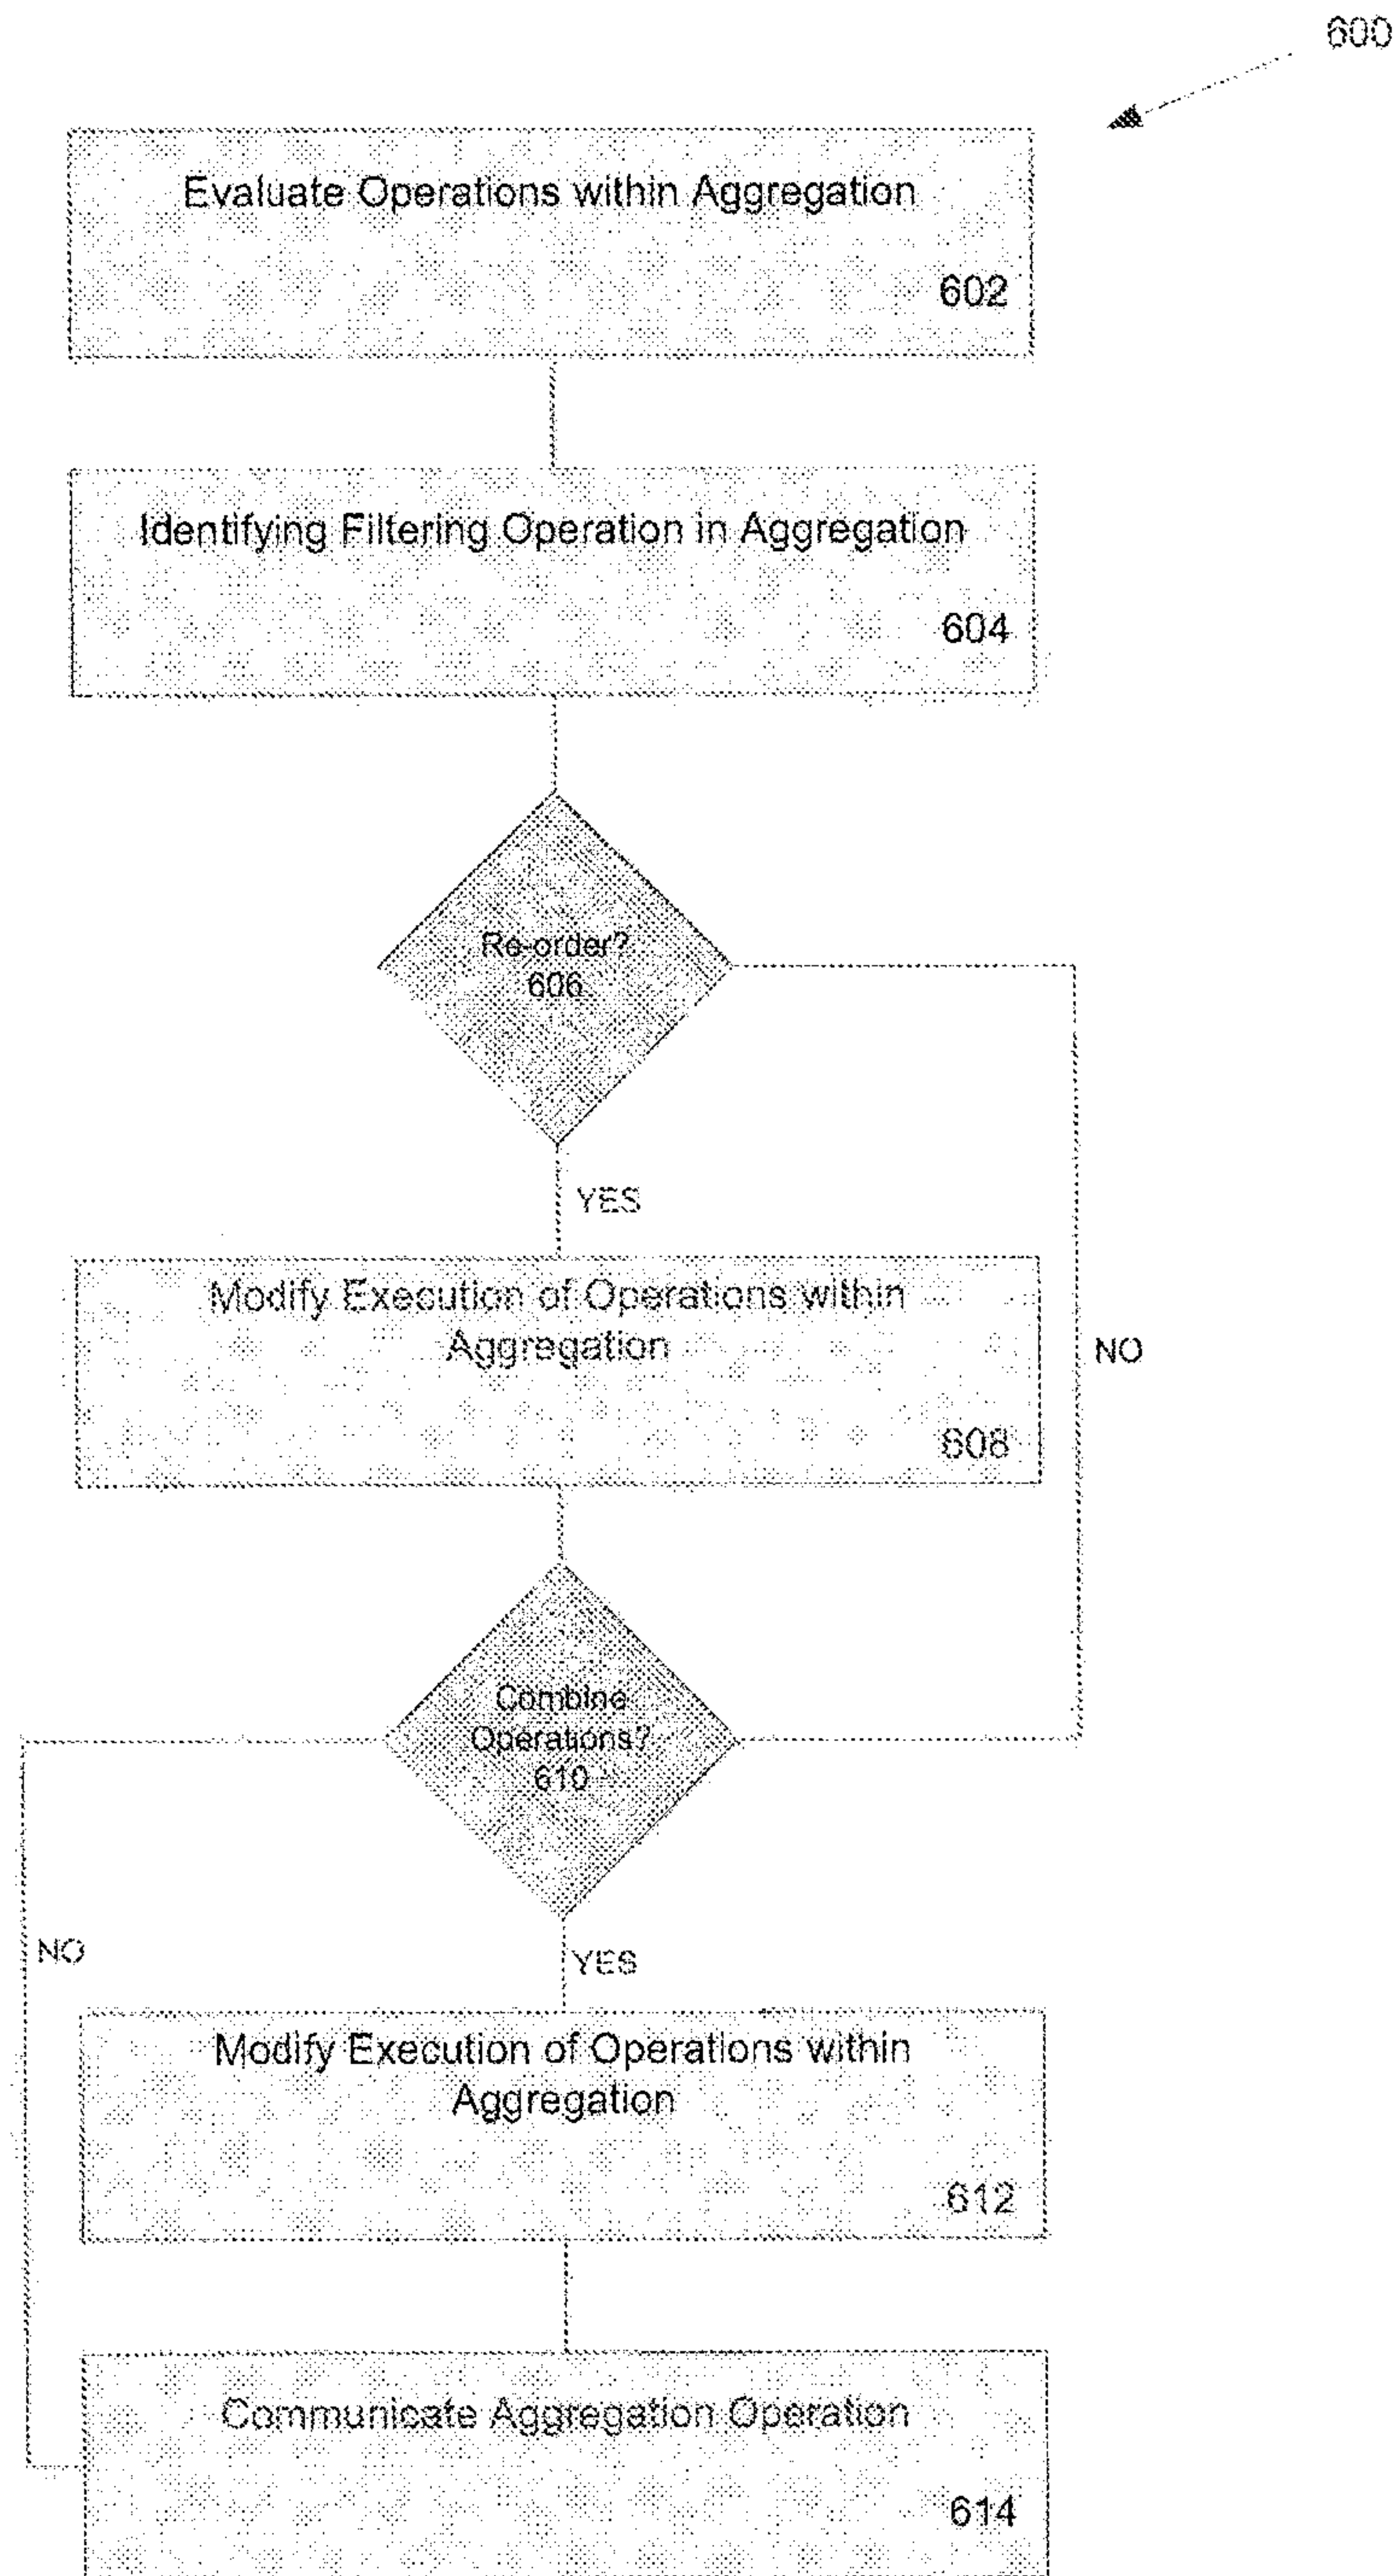 600
Evaluate Operations within Aggregation
602
Identifying Filtering Operation in Aggregation
604
Re-order?
606
YES
Modify Execution of Operations within
Aggregation
608
NO
Combine
Operations?
610
NO
YES
Modify Execution of Operations within
Aggregation
612
Communicate Aggregation Operation
614